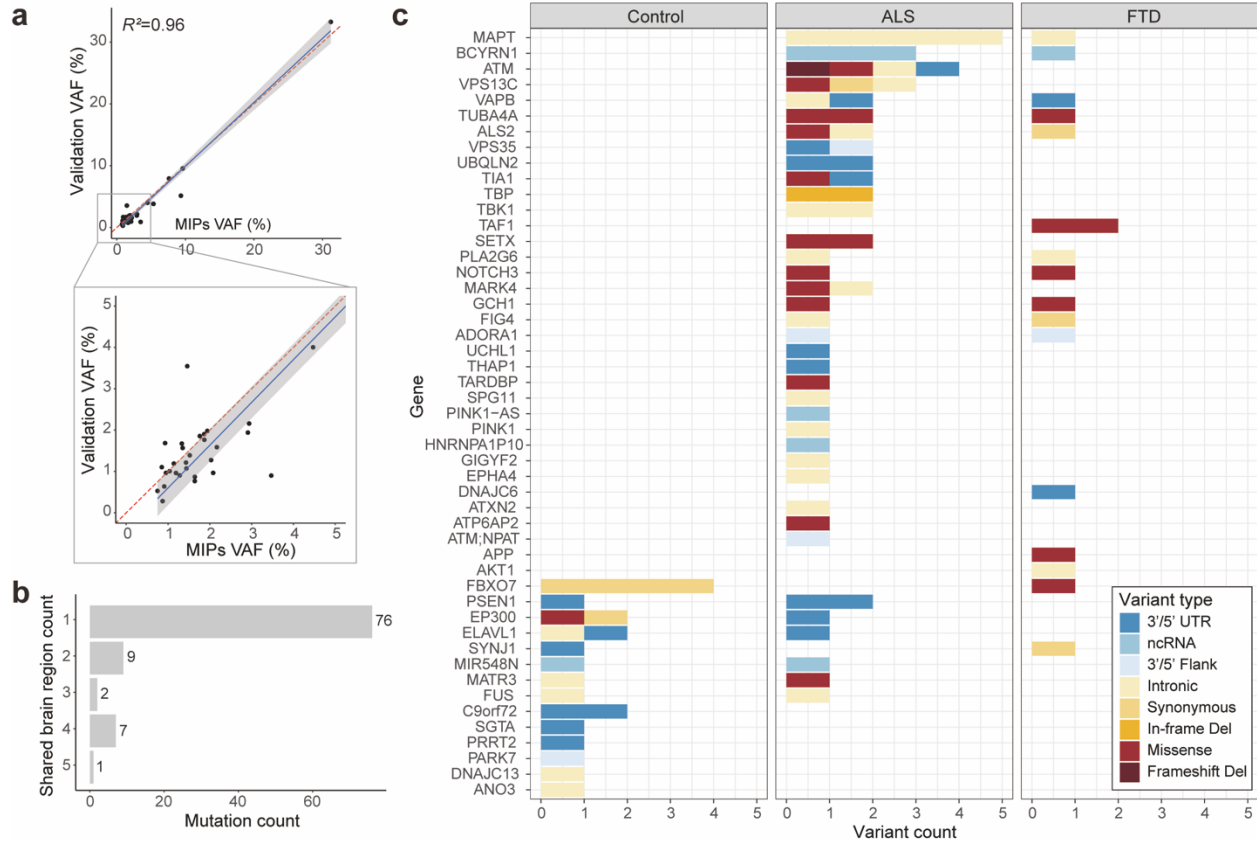 a
R²=0.96
Validation VAF (%)
30
20
10
0
MIPs VAF (%)
0
10
20
30
Validation VAF (%)
5
4
3
2
1
0
0
1
2
3
4
5
MIPs VAF (%)
b
Shared brain region count
1
76
2
9
3
2
4
7
5
1
0
20
40
60
Mutation count
c
Control
ALS
FTD
Gene
MAPT
BCYRN1
ATM
VPS13C
VAPB
TUBA4A
ALS2
VPS35
UBQLN2
TIA1
TBP
TBK1
TAF1
SETX
PLA2G6
NOTCH3
MARK4
GCH1
FIG4
ADORA1
UCHL1
THAP1
TARDBP
SPG11
PINK1−AS
PINK1
HNRNPA1P10
GIGYF2
EPHA4
DNAJC6
ATXN2
ATP6AP2
ATM;NPAT
APP
AKT1
FBXO7
PSEN1
EP300
ELAVL1
SYNJ1
MIR548N
MATR3
FUS
C9orf72
SGTA
PRRT2
PARK7
DNAJC13
ANO3
0 1 2 3 4 5
0 1 2 3 4 5
0 1 2 3 4 5
Variant count
Variant type
3'/5' UTR
ncRNA
3'/5' Flank
Intronic
Synonymous
In-frame Del
Missense
Frameshift Del